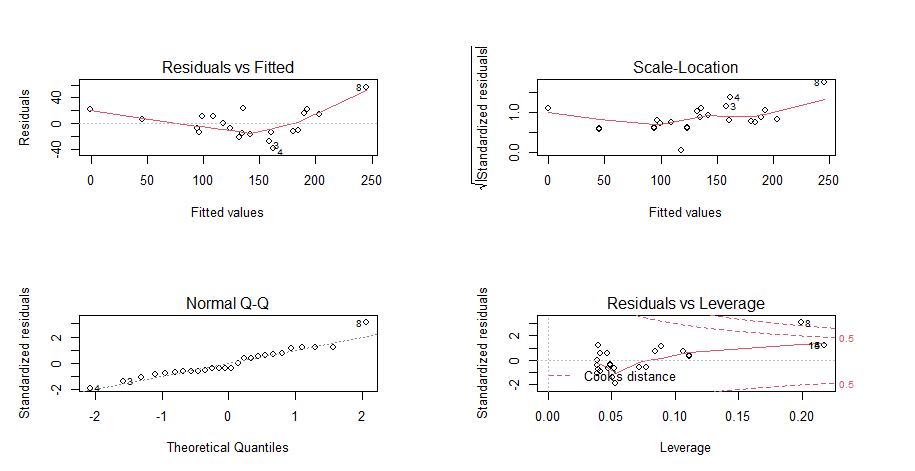 Residuals vs Fitted
Residuals
40
0
-40
8
3
4
0 50 100 150 200 250
Fitted values
Scale-Location
√|Standardized residuals|
1.0
0.0
8
4
3
0 50 100 150 200 250
Fitted values
Normal Q-Q
Standardized residuals
2
0
-2
8
3
4
-2 -1 0 1 2
Theoretical Quantiles
Residuals vs Leverage
Standardized residuals
2
0
-2
8
0.5
0.5
Cook's distance
0.00 0.05 0.10 0.15 0.20
Leverage